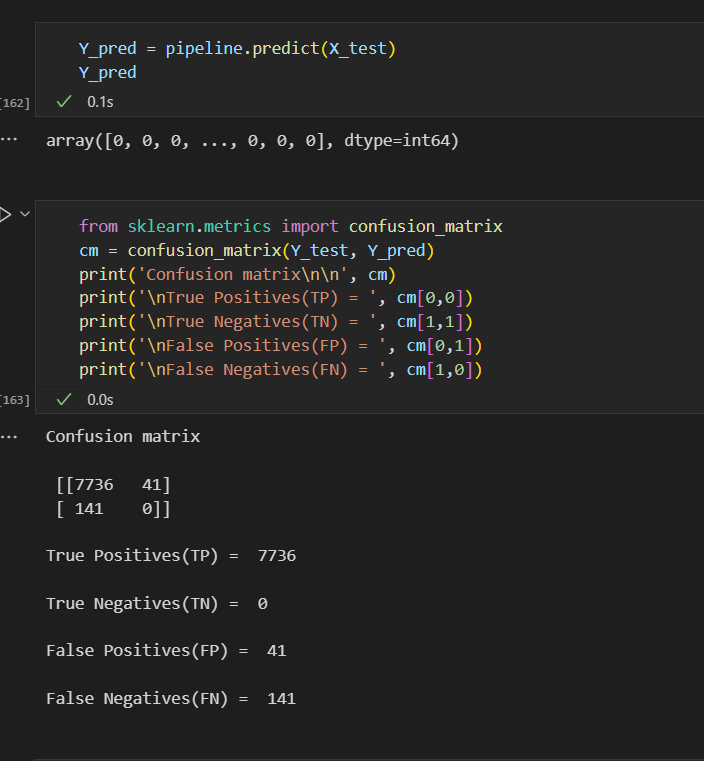 Y_pred = pipeline.predict(X_test)
Y_pred
[162]
0.1s
... array([0, 0, 0, ..., 0, 0, 0], dtype=int64)
from sklearn.metrics import confusion_matrix
cm = confusion_matrix(Y_test, Y_pred)
print('Confusion matrix\n\n', cm)
print('\nTrue Positives(TP) = ', cm[0,0])
print('\nTrue Negatives(TN) = ', cm[1,1])
print('\nFalse Positives(FP) = ', cm[0,1])
print('\nFalse Negatives(FN) = ', cm[1,0])
[163]
0.0s
... Confusion matrix
[[7736 41]
[ 141 0]]
True Positives(TP) = 7736
True Negatives(TN) = 0
False Positives(FP) = 41
False Negatives(FN) = 141